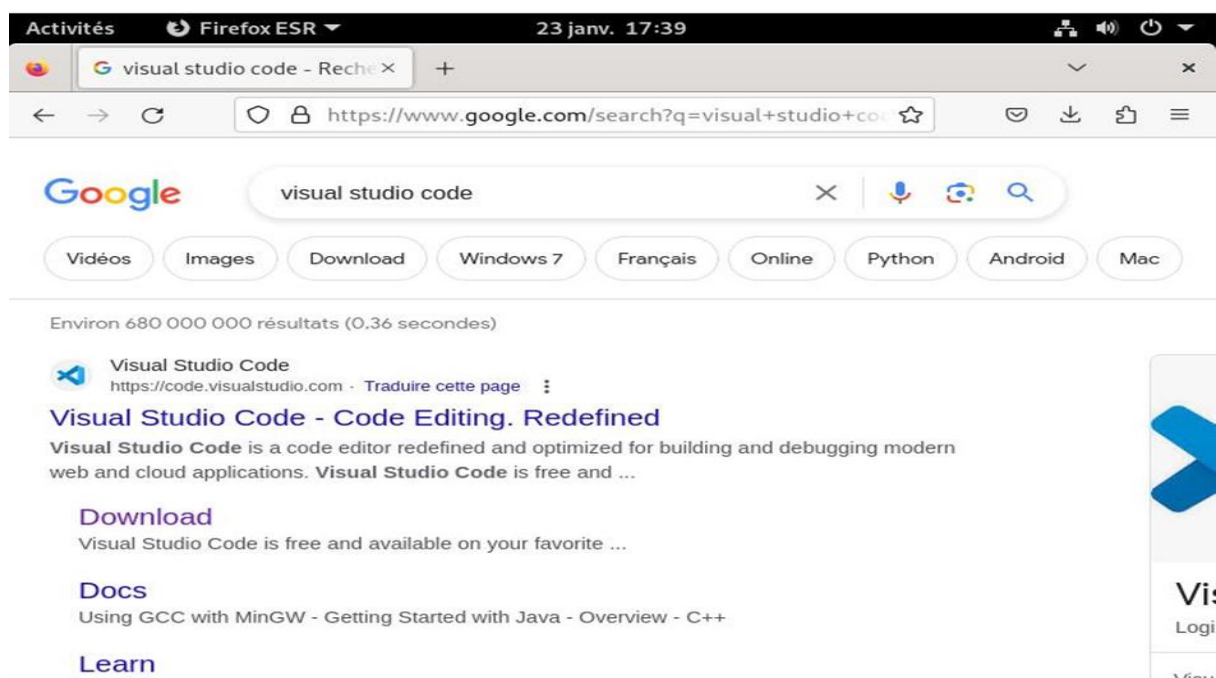 Activités Firefox ESR 23 janv. 17:39
visual studio code - Reche
https://www.google.com/search?q=visual+studio+co
Google visual studio code
Vidéos Images Download Windows 7 Français Online Python Android Mac
Environ 680 000 000 résultats (0,36 secondes)
Visual Studio Code
https://code.visualstudio.com · Traduire cette page
Visual Studio Code - Code Editing. Redefined
Visual Studio Code is a code editor redefined and optimized for building and debugging modern
web and cloud applications. Visual Studio Code is free and ...
Download
Visual Studio Code is free and available on your favorite ...
Docs
Using GCC with MinGW - Getting Started with Java - Overview - C++
Vis
Logi
Learn